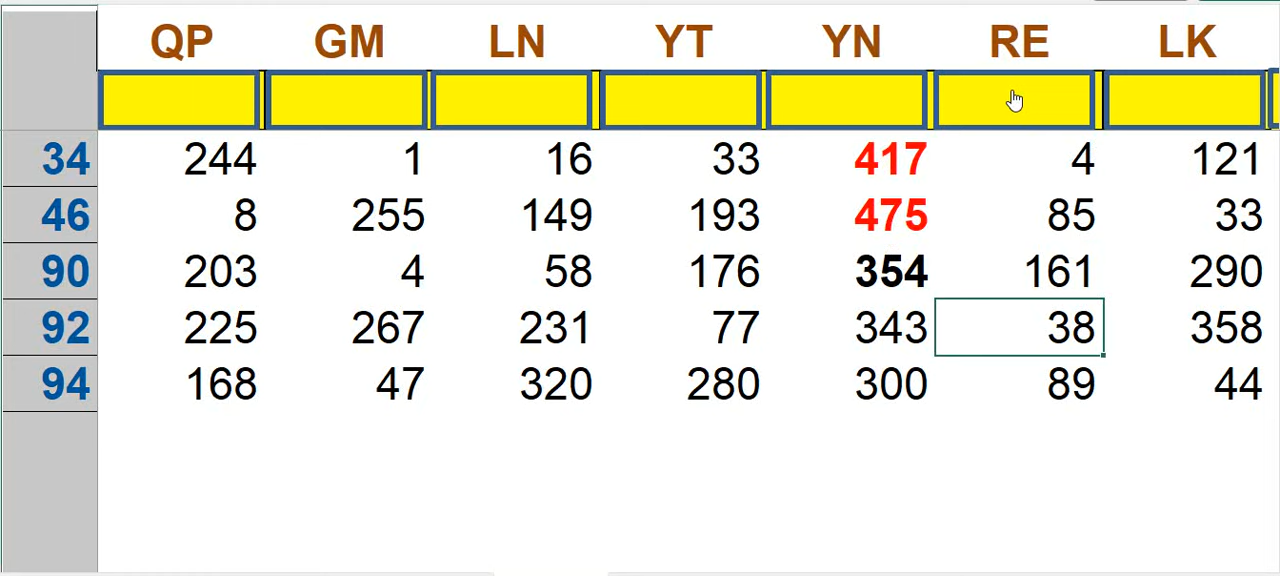 QP GM LN YT YN RE LK
34 244 1 16 33 417 4 121
46 8 255 149 193 475 85 33
90 203 4 58 176 354 161 290
92 225 267 231 77 343 38 358
94 168 47 320 280 300 89 44